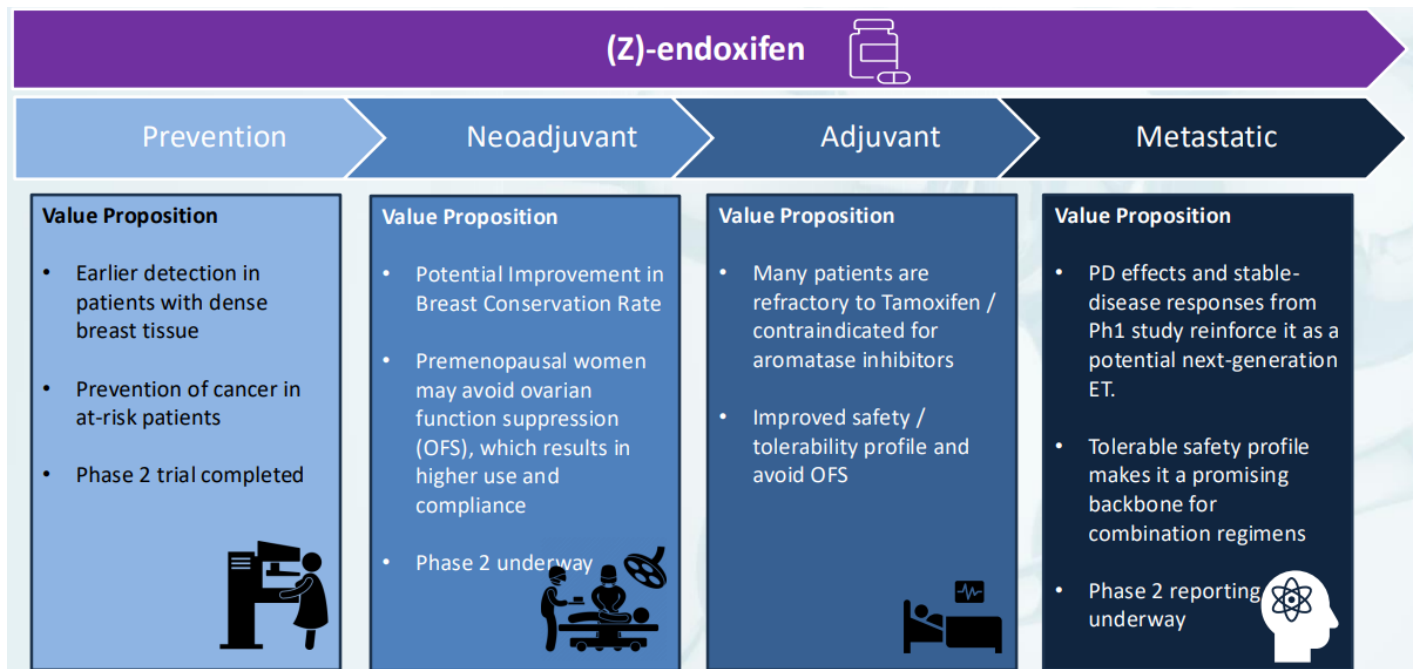 (Z)-endoxifen
Prevention
Neoadjuvant
Adjuvant
Metastatic
Value Proposition
• Earlier detection in
patients with dense
breast tissue
• Prevention of cancer in
at-risk patients
• Phase 2 trial completed
Value Proposition
• Potential Improvement in
Breast Conservation Rate
• Premenopausal women
may avoid ovarian
function suppression
(OFS), which results in
higher use and
compliance
• Phase 2 underway
Value Proposition
• Many patients are
refractory to Tamoxifen /
contraindicated for
aromatase inhibitors
• Improved safety /
tolerability profile and
avoid OFS
Value Proposition
• PD effects and stable-
disease responses from
Ph1 study reinforce it as a
potential next-generation
ET.
• Tolerable safety profile
makes it a promising
backbone for
combination regimens
• Phase 2 reporting
underway